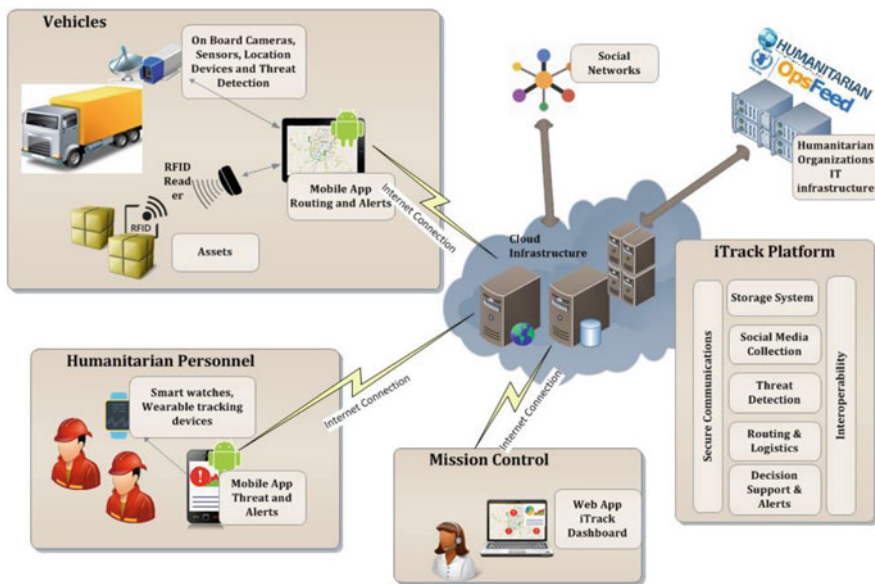 Vehicles
On Board Cameras,
Sensors, Location
Devices and Threat
Detection
RFID
Read
er
Mobile App
Routing and Alerts
RFID
Assets
Internet Connection
Social
Networks
HUMANITARIAN
OpsFeed
Humanitarian
Organizations
IT
infrastructure
Cloud
Infrastructure
iTrack Platform
Secure Communications
Storage System
Social Media
Collection
Threat
Detection
Routing &
Logistics
Decision
Support &
Alerts
Interoperability
Humanitarian Personnel
Smart watches,
Wearable tracking
devices
Mobile App
Threat and
Alerts
Internet Connection
Internet Connection
Mission Control
Web App
iTrack
Dashboard